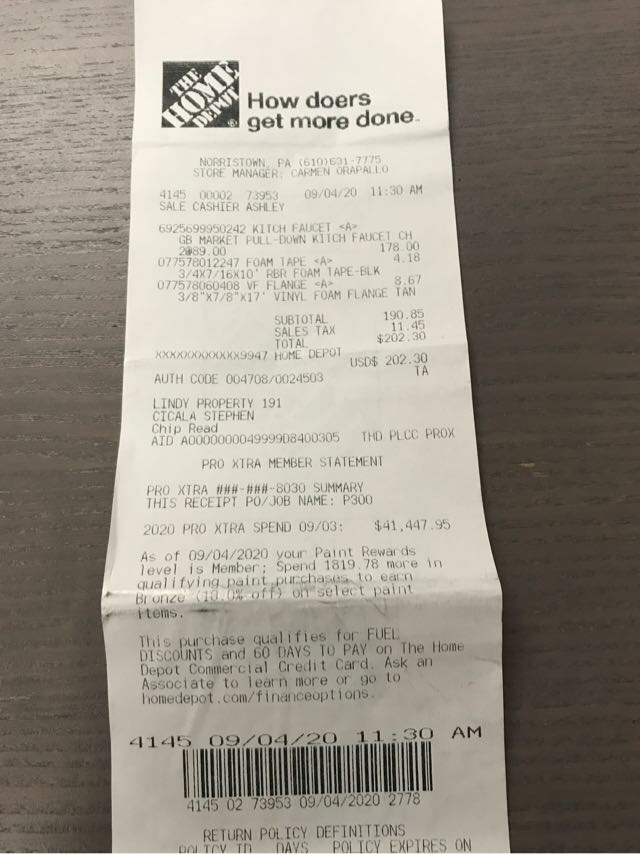 THE
HOME
DEPOT
How doers
get more done.
NORRISTOWN, PA (610)631-7775
STORE MANAGER: CARMEN ORAPALLO
4145 00002 73953 09/04/20 11:30 AM
SALE CASHIER ASHLEY
6925699950242 KITCH FAUCET <A>
GB MARKET PULL-DOWN KITCH FAUCET CH
2@89.00 178.00
077578012247 FOAM TAPE <A> 4.18
3/4X7/16X10' RBR FOAM TAPE-BLK
077578060408 VF FLANGE <A> 8.67
3/8"X7/8"X17' VINYL FOAM FLANGE TAN
SUBTOTAL 190.85
SALES TAX 11.45
TOTAL $202.30
XXXXXXXXXXXX9947 HOME DEPOT
USD$ 202.30
AUTH CODE 004708/0024503 TA
LINDY PROPERTY 191
CICALA STEPHEN
Chip Read
AID A0000000049999D8400305 THD PLCC PROX
PRO XTRA MEMBER STATEMENT
PRO XTRA ###-###-8030 SUMMARY
THIS RECEIPT PO/JOB NAME: P300
2020 PRO XTRA SPEND 09/03: $41,447.95
As of 09/04/2020 your Paint Rewards
level is Member; Spend 1819.78 more in
qualifying paint purchases to earn
Bronze (10.0% off) on select paint
items.
This purchase qualifies for FUEL
DISCOUNTS and 60 DAYS TO PAY on The Home
Depot Commercial Credit Card. Ask an
Associate to learn more or go to
homedepot.com/financeoptions.
4145 09/04/20 11:30 AM
4145 02 73953 09/04/2020 2778
RETURN POLICY DEFINITIONS
POLICY ID DAYS POLICY EXPIRES ON